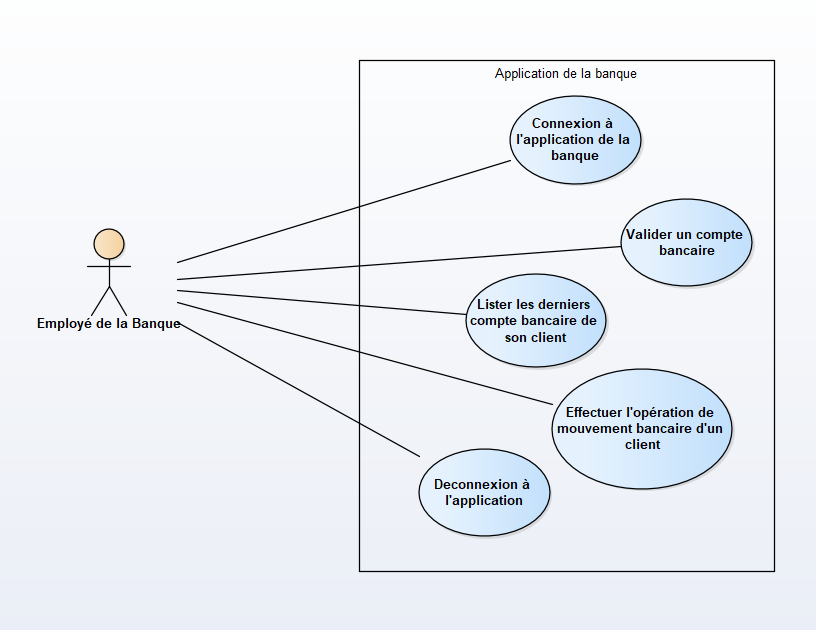 Application de la banque
Connexion à
l'application de la
banque
Valider un compte
bancaire
Lister les derniers
compte bancaire de
son client
Employé de la Banque
Effectuer l'opération de
mouvement bancaire d'un
client
Deconnexion à
l'application